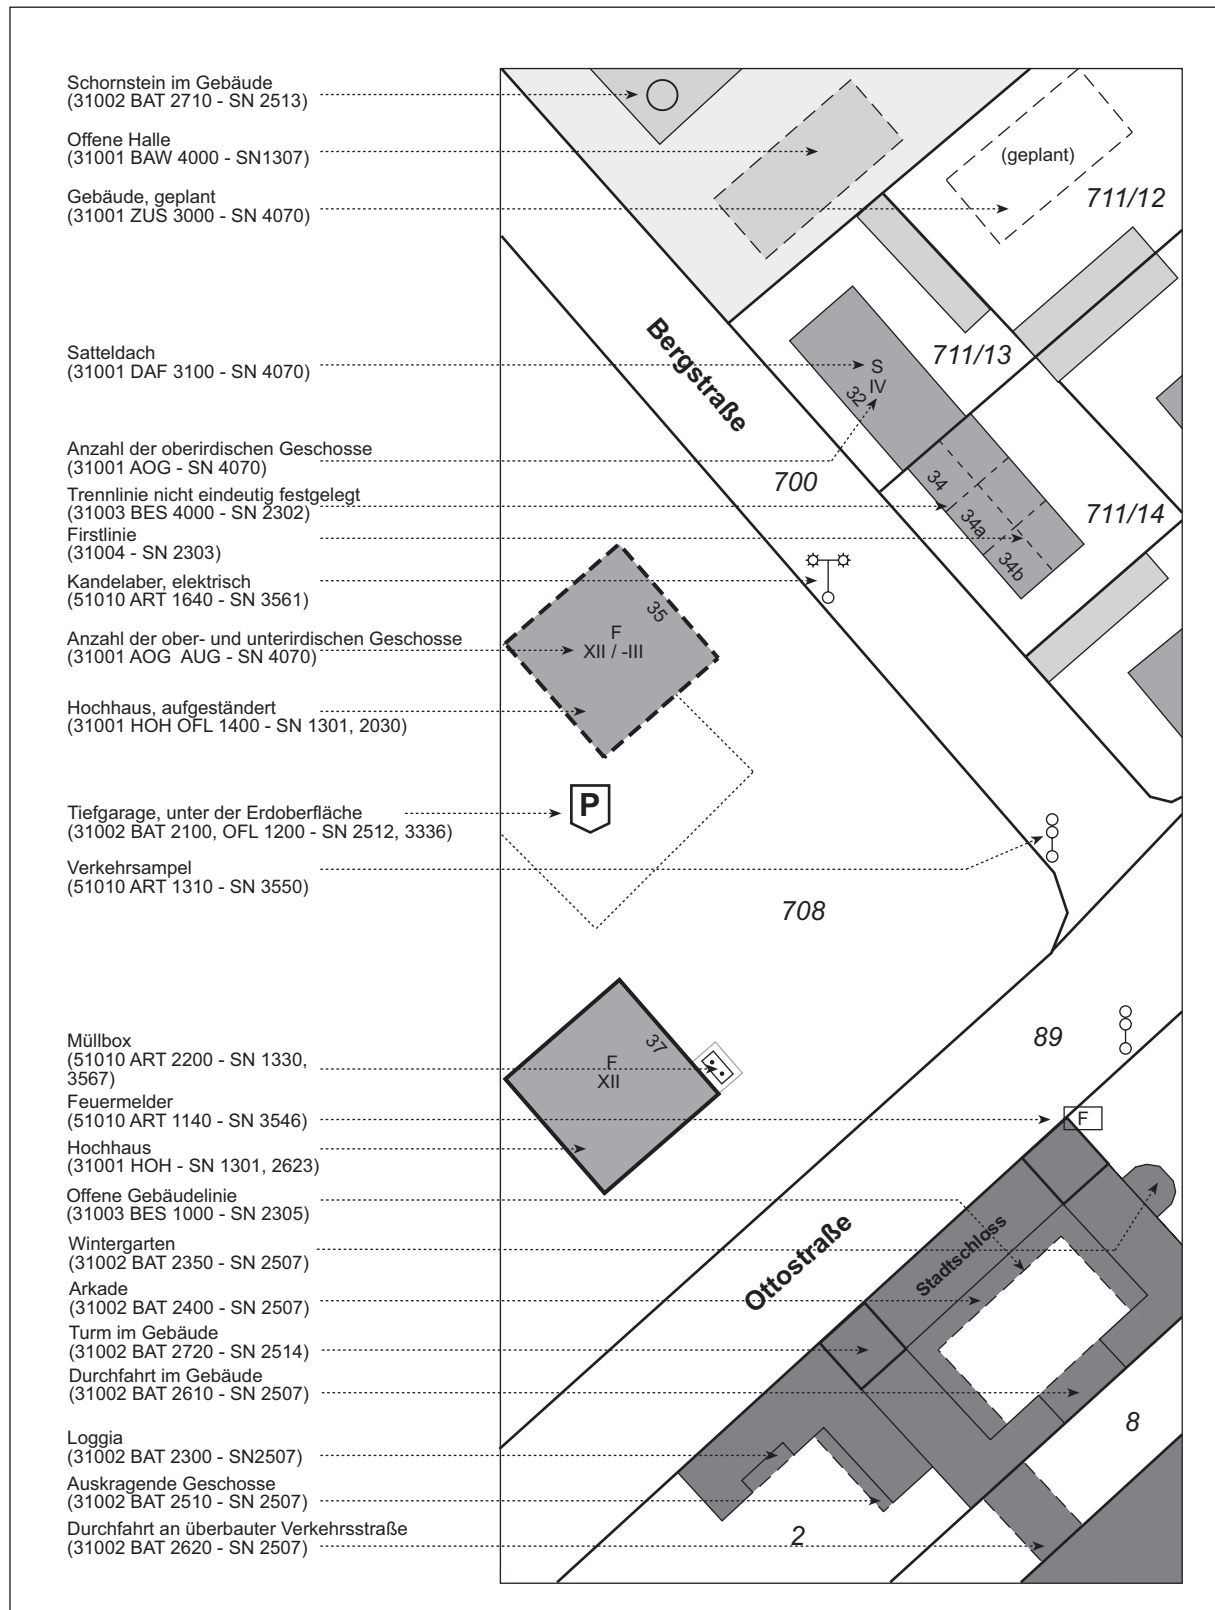 Schornstein im Gebäude
(31002 BAT 2710 - SN 2513)
Offene Halle
(31001 BAW 4000 - SN1307)
Gebäude, geplant
(31001 ZUS 3000 - SN 4070)
Satteldach
(31001 DAF 3100 - SN 4070)
Anzahl der oberirdischen Geschosse
(31001 AOG - SN 4070)
Trennlinie nicht eindeutig festgelegt
(31003 BES 4000 - SN 2302)
Firstlinie
(31004 - SN 2303)
Kandelaber, elektrisch
(51010 ART 1640 - SN 3561)
Anzahl der ober- und unterirdischen Geschosse
(31001 AOG AUG - SN 4070)
Hochhaus, aufgeständert
(31001 HOH OFL 1400 - SN 1301, 2030)
Tiefgarage, unter der Erdoberfläche
(31002 BAT 2100, OFL 1200 - SN 2512, 3336)
Verkehrsampel
(51010 ART 1310 - SN 3550)
Müllbox
(51010 ART 2200 - SN 1330,
3567)
Feuermelder
(51010 ART 1140 - SN 3546)
Hochhaus
(31001 HOH - SN 1301, 2623)
Offene Gebäudelinie
(31003 BES 1000 - SN 2305)
Wintergarten
(31002 BAT 2350 - SN 2507)
Arkade
(31002 BAT 2400 - SN 2507)
Turm im Gebäude
(31002 BAT 2720 - SN 2514)
Durchfahrt im Gebäude
(31002 BAT 2610 - SN 2507)
Loggia
(31002 BAT 2300 - SN2507)
Auskragende Geschosse
(31002 BAT 2510 - SN 2507)
Durchfahrt an überbauter Verkehrsstraße
(31002 BAT 2620 - SN 2507)
(geplant)
711/12
Bergstraße
711/13
S
IV
32
700
34
34a
34b
711/14
35
F
XII / -III
P
708
89
37
F
XII
F
Ottostraße
Stadtschloss
8
2